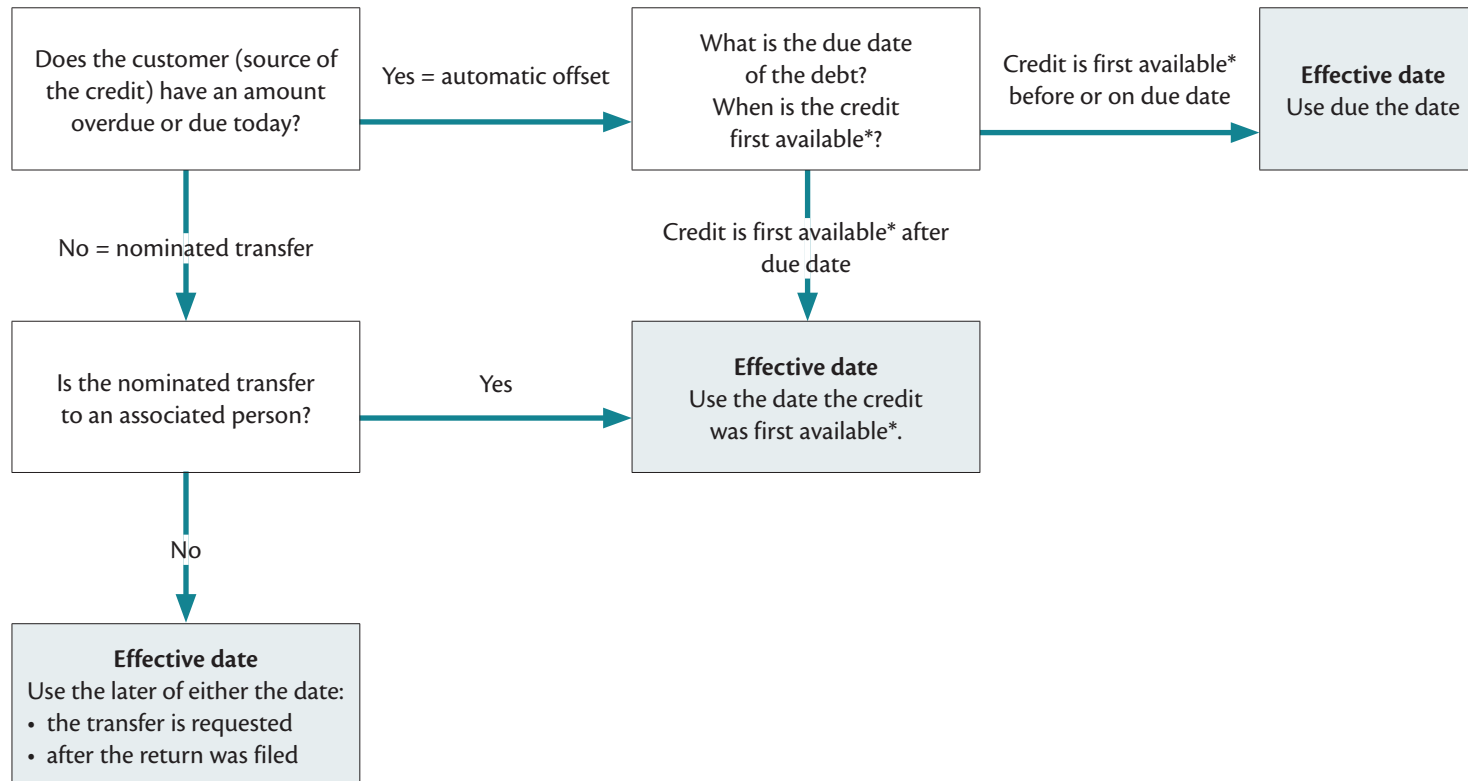 Does the customer (source of
the credit) have an amount
overdue or due today?
Yes = automatic offset
What is the due date
of the debt?
When is the credit
first available*?
Credit is first available*
before or on due date
Effective date
Use due the date
No = nominated transfer
Credit is first available* after
due date
Is the nominated transfer
to an associated person?
Yes
Effective date
Use the date the credit
was first available*.
No
Effective date
Use the later of either the date:
• the transfer is requested
• after the return was filed